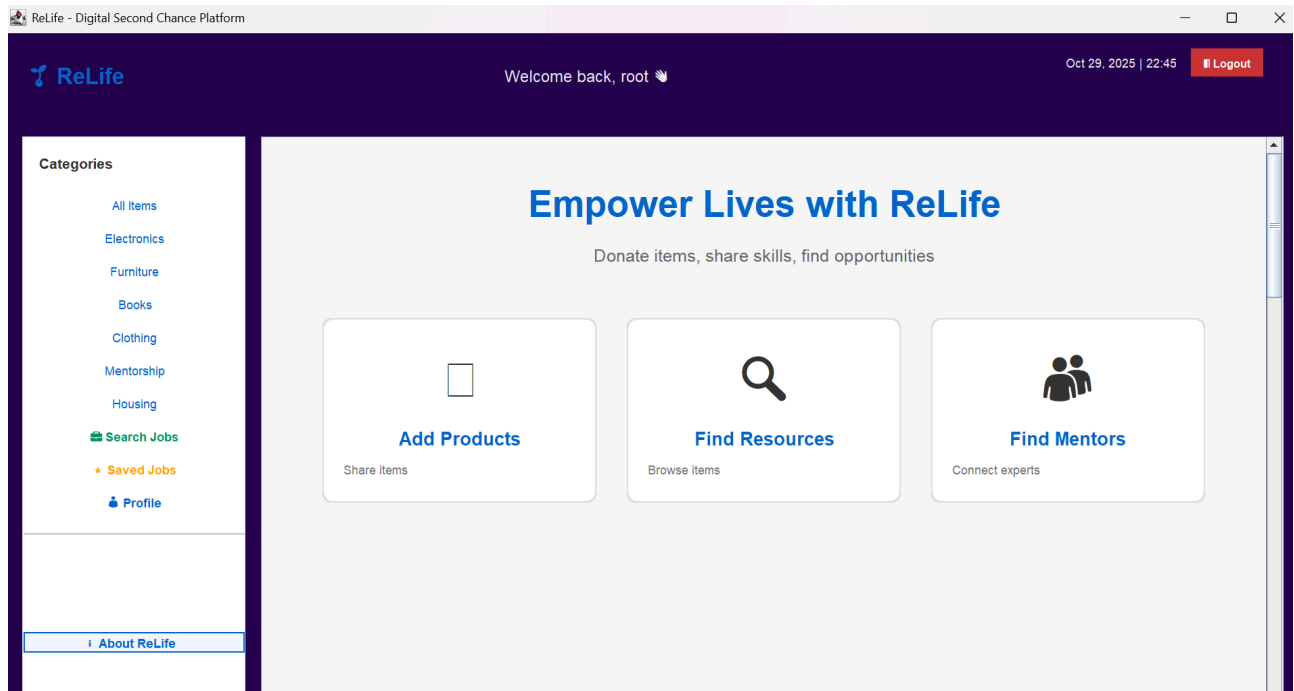 ReLife - Digital Second Chance Platform
ReLife
Welcome back, root 👋
Oct 29, 2025 | 22:45
Logout
Categories
All Items
Electronics
Furniture
Books
Clothing
Mentorship
Housing
Search Jobs
Saved Jobs
Profile
About ReLife
Empower Lives with ReLife
Donate items, share skills, find opportunities
Add Products
Share items
Find Resources
Browse items
Find Mentors
Connect experts